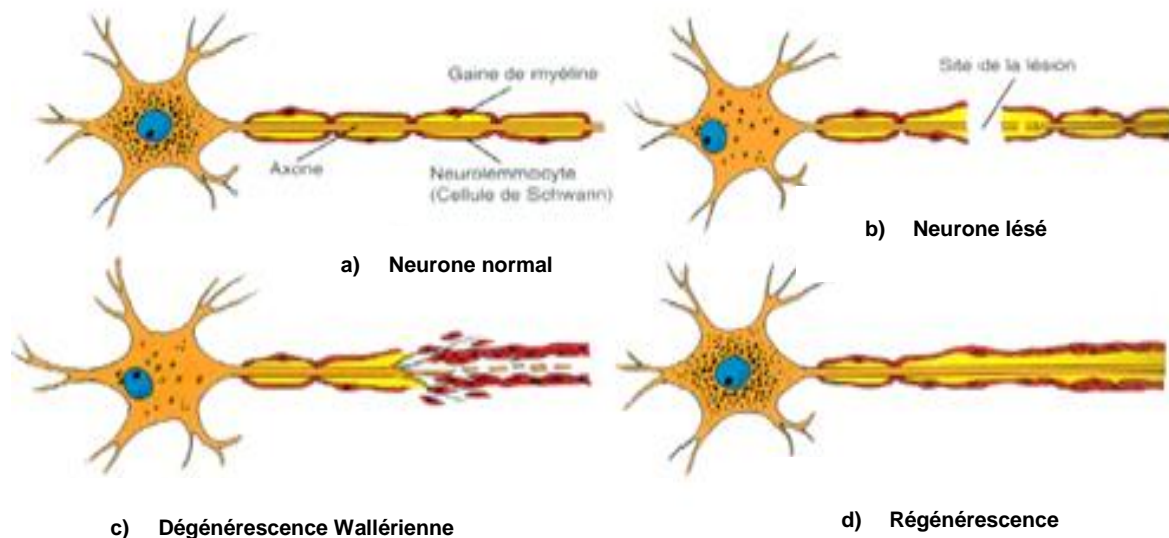 Gaine de myéline
Axone
Neurolemmocyte
(Cellule de Schwann)
a) Neurone normal
Site de la lésion
b) Neurone lésé
c) Dégénérescence Wallérienne
d) Régénérescence